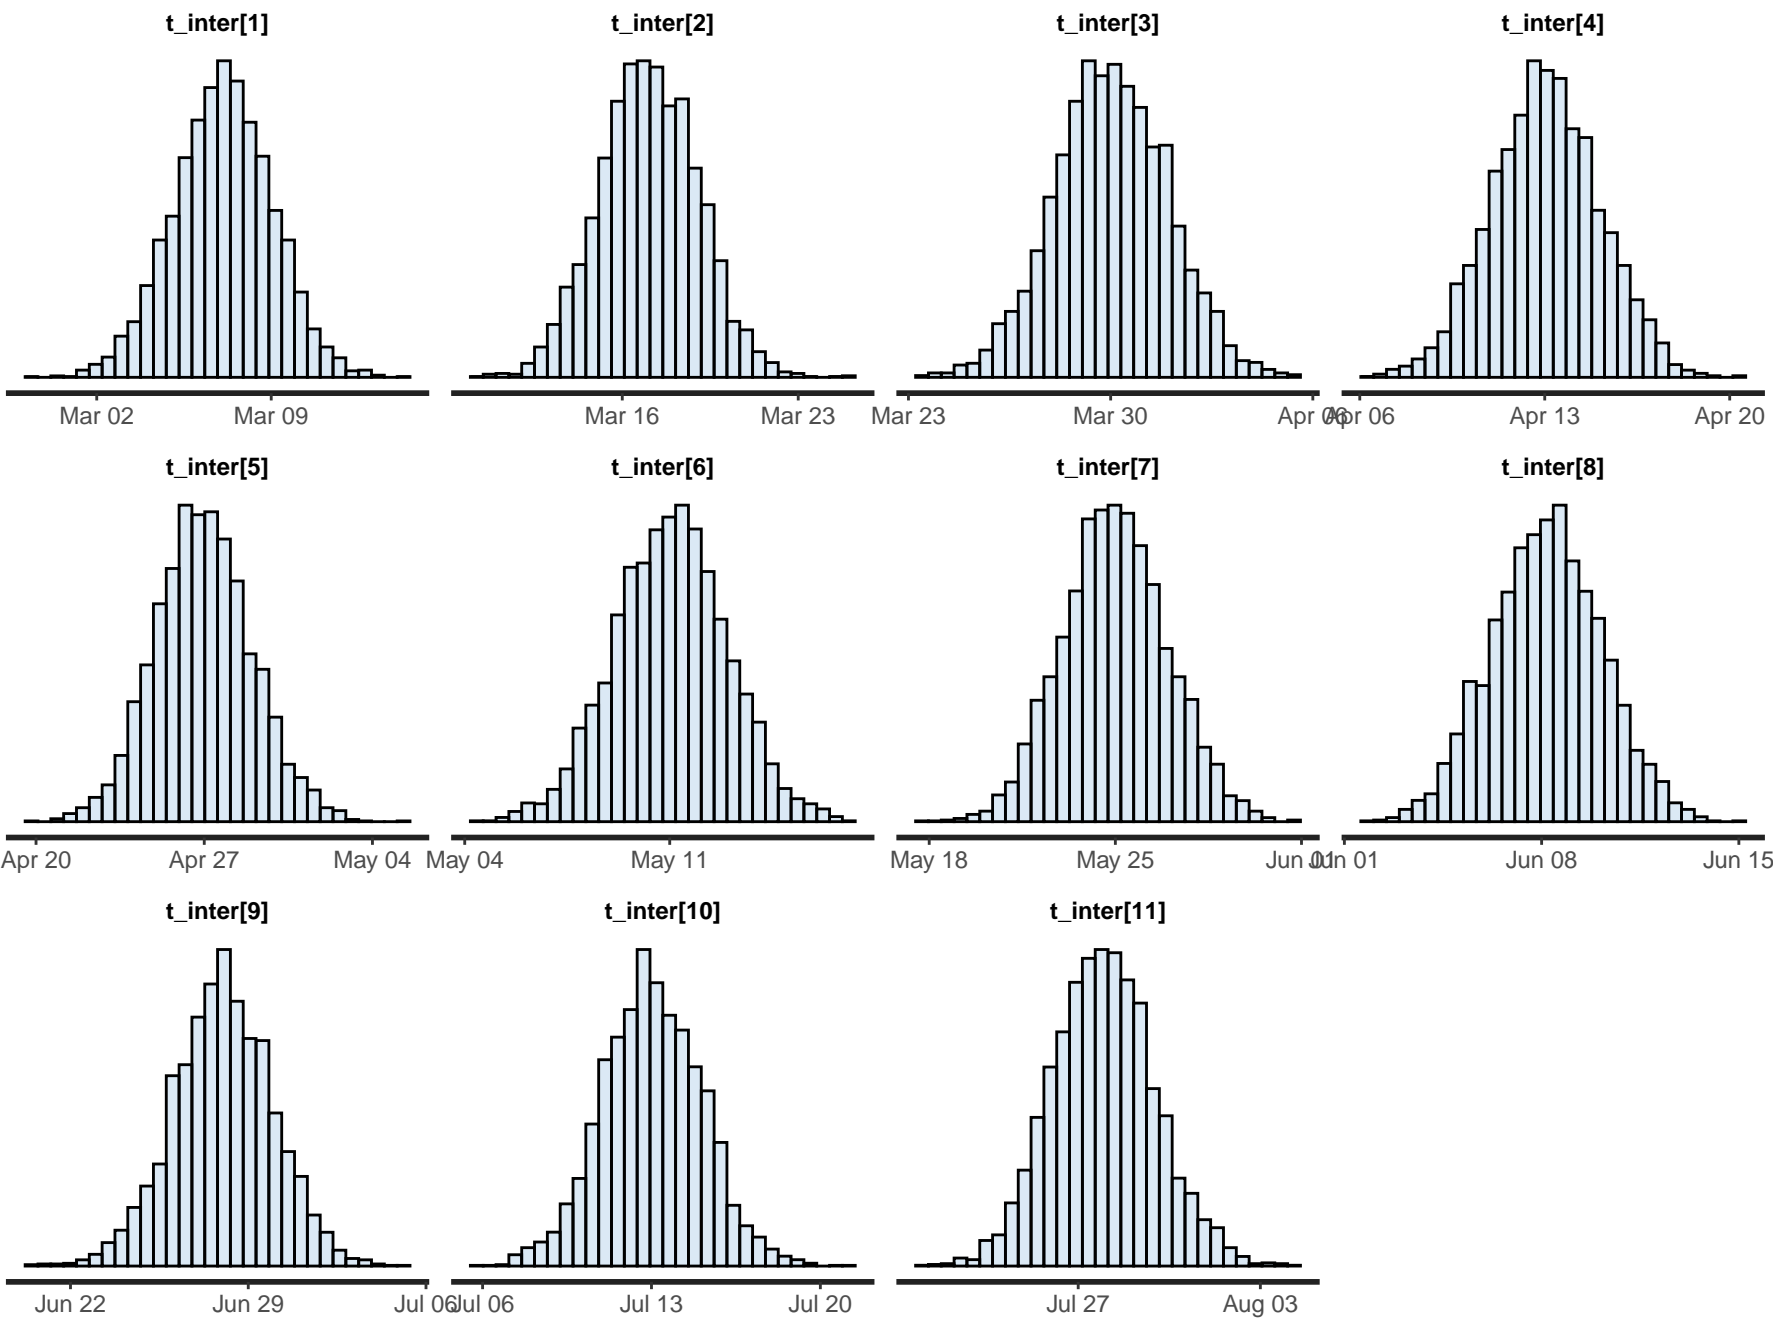 t_inter[1] t_inter[2] t_inter[3] t_inter[4]
Mar 02 Mar 09 Mar 16 Mar 23 Mar 23 Mar 30 Apr 06 Apr 06 Apr 13 Apr 20
t_inter[5] t_inter[6] t_inter[7] t_inter[8]
Apr 20 Apr 27 May 04 May 04 May 11 May 18 May 25 Jun 01 Jun 01 Jun 08 Jun 15
t_inter[9] t_inter[10] t_inter[11]
Jun 22 Jun 29 Jul 06 Jul 06 Jul 13 Jul 20 Jul 27 Aug 03